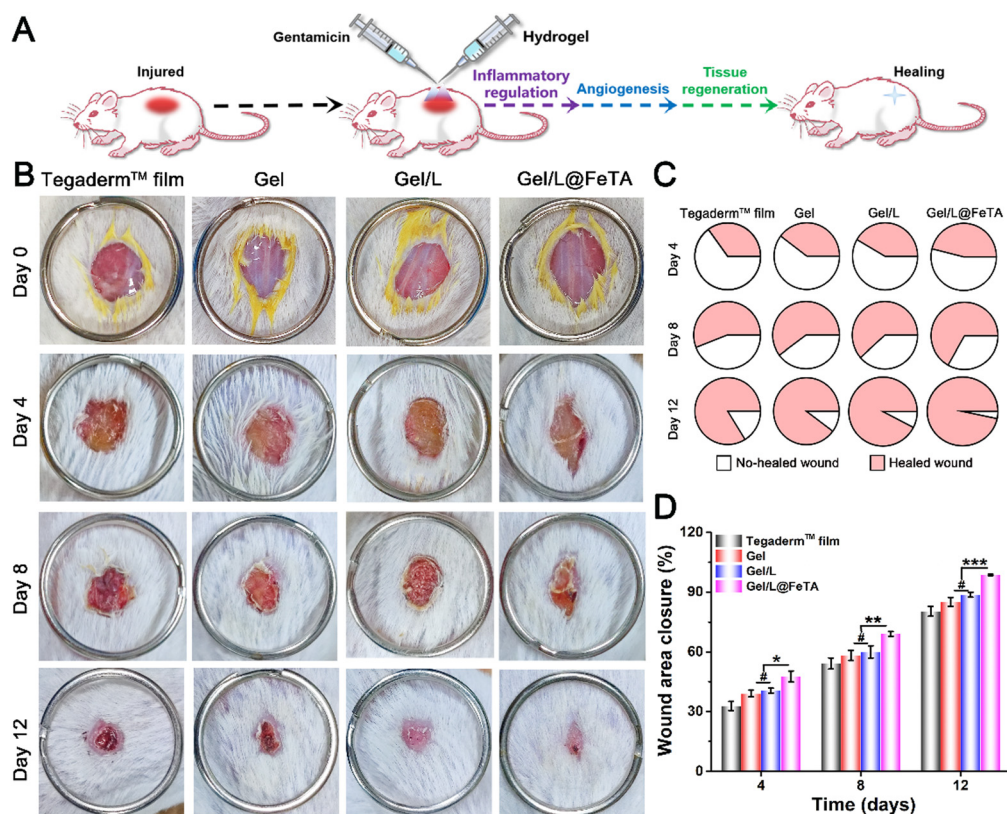 A
Gentamicin
Hydrogel
Injured
Inflammatory
regulation
Angiogenesis
Tissue
regeneration
Healing
B
Tegaderm™ film
Gel
Gel/L
Gel/L@FeTA
Day 0
Day 4
Day 8
Day 12
C
Tegaderm™ film
Gel
Gel/L
Gel/L@FeTA
Day 4
Day 8
Day 12
No-healed wound
Healed wound
D
Wound area closure (%)
120
90
60
30
0
Tegaderm™ film
Gel
Gel/L
Gel/L@FeTA
#
*
#
**
#
***
4
8
12
Time (days)